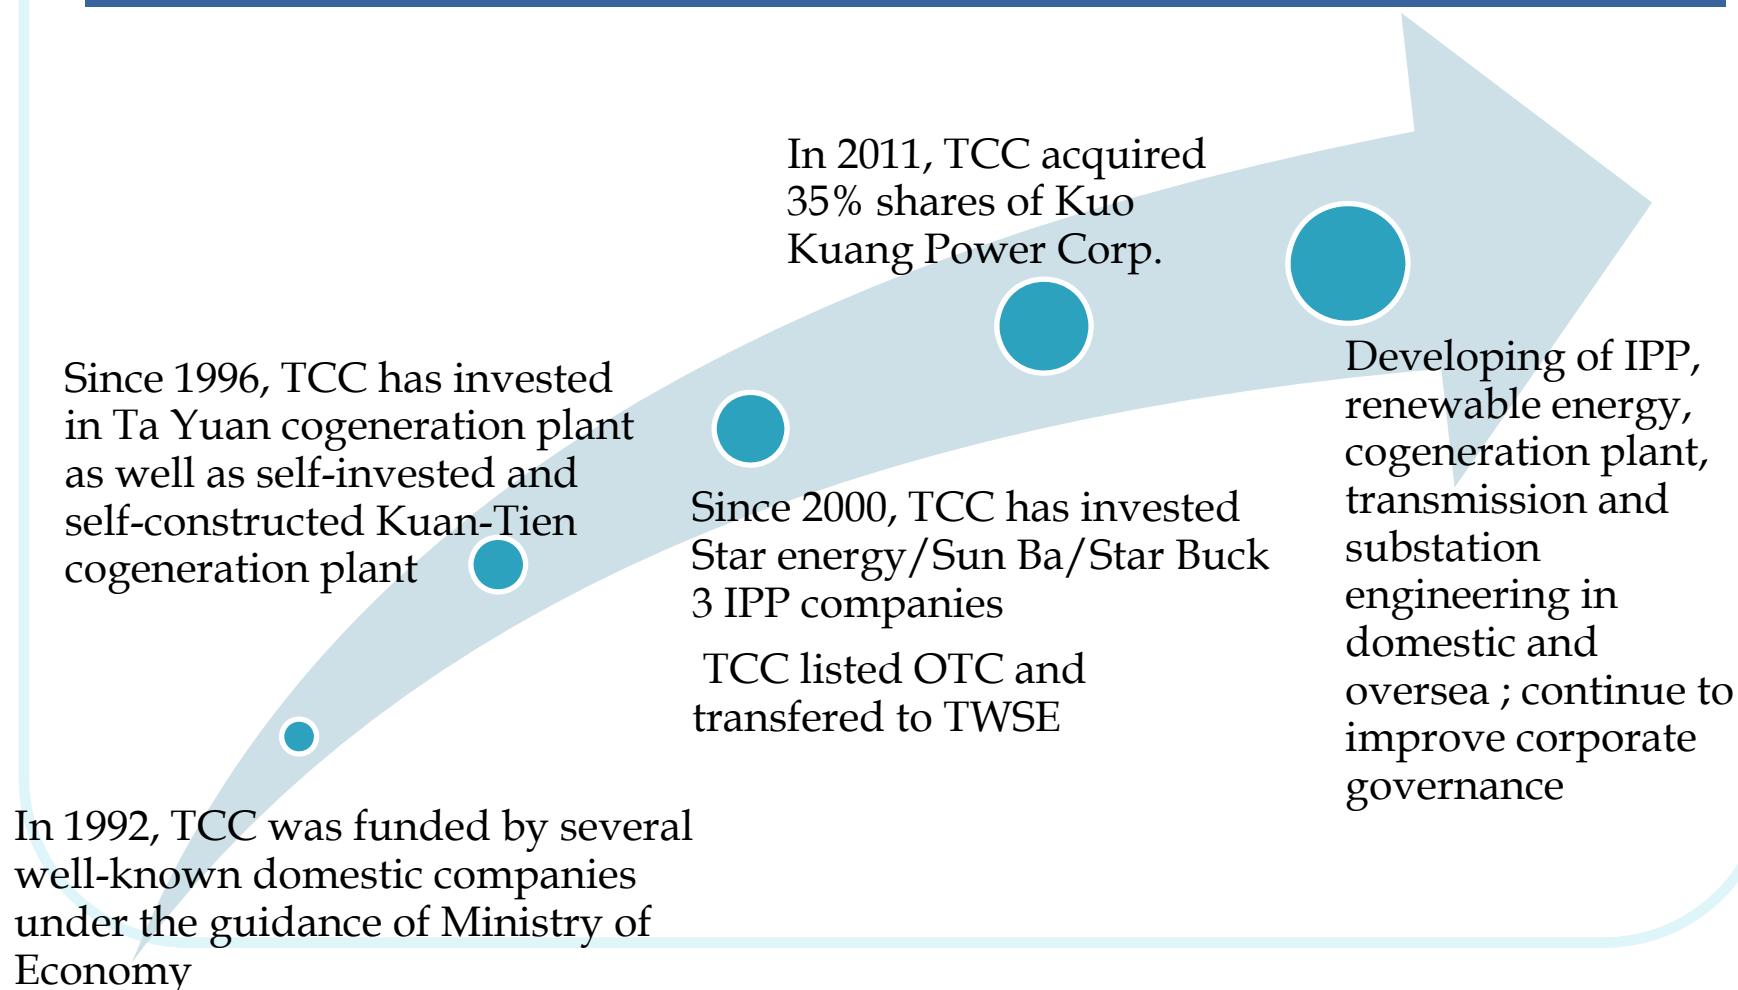 In 2011, TCC acquired
35% shares of Kuo
Kuang Power Corp.
Since 1996, TCC has invested
in Ta Yuan cogeneration plant
as well as self-invested and
self-constructed Kuan-Tien
cogeneration plant
Since 2000, TCC has invested
Star energy/Sun Ba/Star Buck
3 IPP companies
TCC listed OTC and
transfered to TWSE
Developing of IPP,
renewable energy,
cogeneration plant,
transmission and
substation
engineering in
domestic and
oversea ; continue to
improve corporate
governance
In 1992, TCC was funded by several
well-known domestic companies
under the guidance of Ministry of
Economy